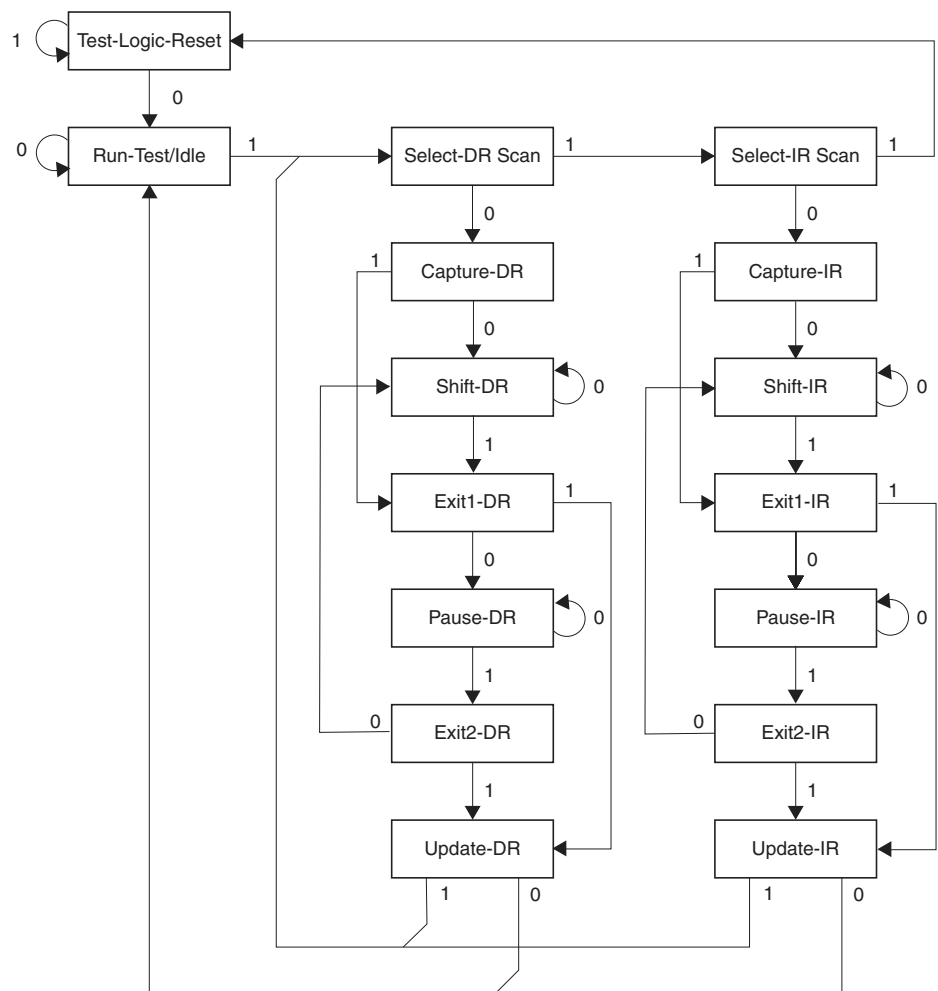 Test-Logic-Reset
1
0
Run-Test/Idle
0
1
Select-DR Scan
1
Select-IR Scan
1
0
0
1
Capture-DR
1
Capture-IR
0
0
Shift-DR
0
Shift-IR
0
1
1
Exit1-DR
1
Exit1-IR
1
0
0
Pause-DR
0
Pause-IR
0
1
1
0
Exit2-DR
0
Exit2-IR
1
1
Update-DR
Update-IR
1
0
1
0